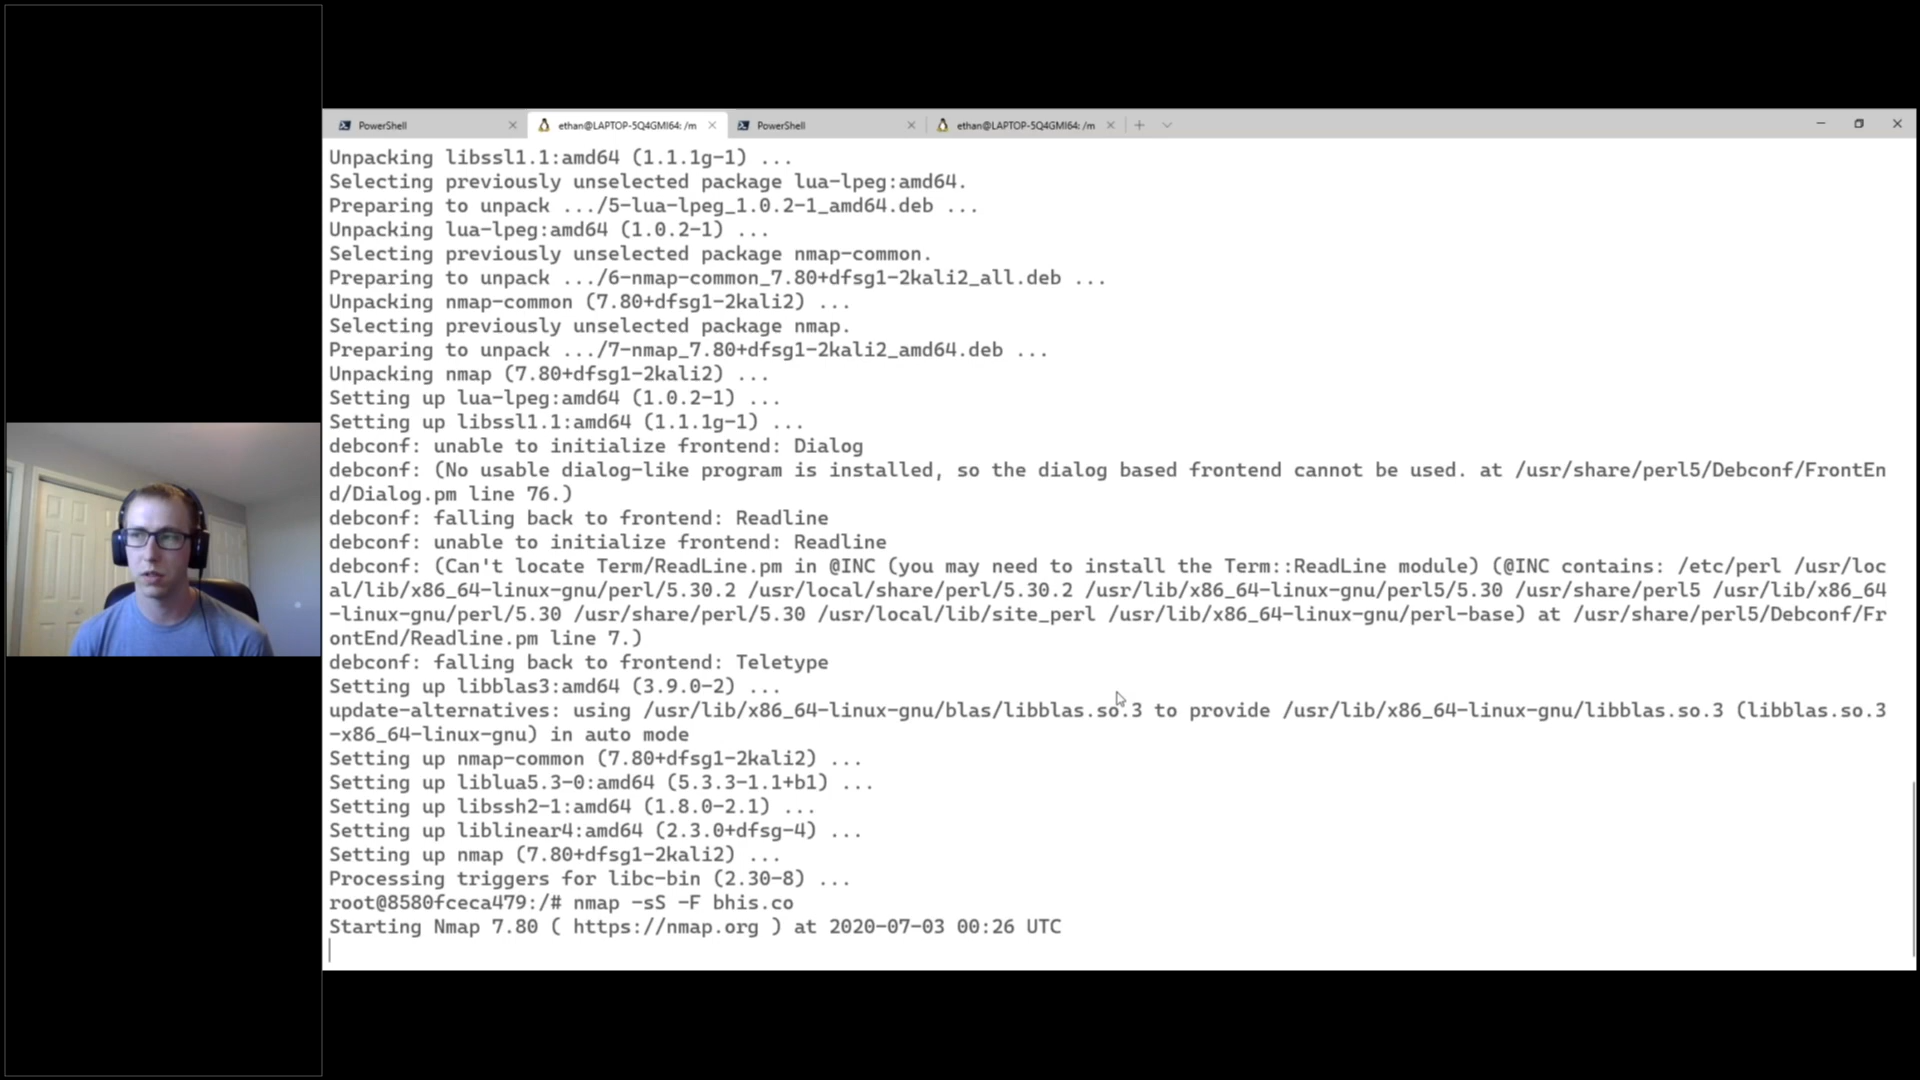 PowerShell
ethan@LAPTOP-5Q4GMI64: /m
PowerShell
ethan@LAPTOP-5Q4GMI64: /m
Unpacking libssl1.1:amd64 (1.1.1g-1) ...
Selecting previously unselected package lua-lpeg:amd64.
Preparing to unpack .../5-lua-lpeg_1.0.2-1_amd64.deb ...
Unpacking lua-lpeg:amd64 (1.0.2-1) ...
Selecting previously unselected package nmap-common.
Preparing to unpack .../6-nmap-common_7.80+dfsg1-2kali2_all.deb ...
Unpacking nmap-common (7.80+dfsg1-2kali2) ...
Selecting previously unselected package nmap.
Preparing to unpack .../7-nmap_7.80+dfsg1-2kali2_amd64.deb ...
Unpacking nmap (7.80+dfsg1-2kali2) ...
Setting up lua-lpeg:amd64 (1.0.2-1) ...
Setting up libssl1.1:amd64 (1.1.1g-1) ...
debconf: unable to initialize frontend: Dialog
debconf: (No usable dialog-like program is installed, so the dialog based frontend cannot be used. at /usr/share/perl5/Debconf/FrontEn
d/Dialog.pm line 76.)
debconf: falling back to frontend: Readline
debconf: unable to initialize frontend: Readline
debconf: (Can't locate Term/ReadLine.pm in @INC (you may need to install the Term::ReadLine module) (@INC contains: /etc/perl /usr/loc
al/lib/x86_64-linux-gnu/perl/5.30.2 /usr/local/share/perl/5.30.2 /usr/lib/x86_64-linux-gnu/perl5/5.30 /usr/share/perl5 /usr/lib/x86_64
-linux-gnu/perl/5.30 /usr/share/perl/5.30 /usr/local/lib/site_perl /usr/lib/x86_64-linux-gnu/perl-base) at /usr/share/perl5/Debconf/Fr
ontEnd/Readline.pm line 7.)
debconf: falling back to frontend: Teletype
Setting up libblas3:amd64 (3.9.0-2) ...
update-alternatives: using /usr/lib/x86_64-linux-gnu/blas/libblas.so.3 to provide /usr/lib/x86_64-linux-gnu/libblas.so.3 (libblas.so.3
-x86_64-linux-gnu) in auto mode
Setting up nmap-common (7.80+dfsg1-2kali2) ...
Setting up liblua5.3-0:amd64 (5.3.3-1.1+b1) ...
Setting up libssh2-1:amd64 (1.8.0-2.1) ...
Setting up liblinear4:amd64 (2.3.0+dfsg-4) ...
Setting up nmap (7.80+dfsg1-2kali2) ...
Processing triggers for libc-bin (2.30-8) ...
root@8580fceca479:/# nmap -sS -F bhis.co
Starting Nmap 7.80 ( https://nmap.org ) at 2020-07-03 00:26 UTC